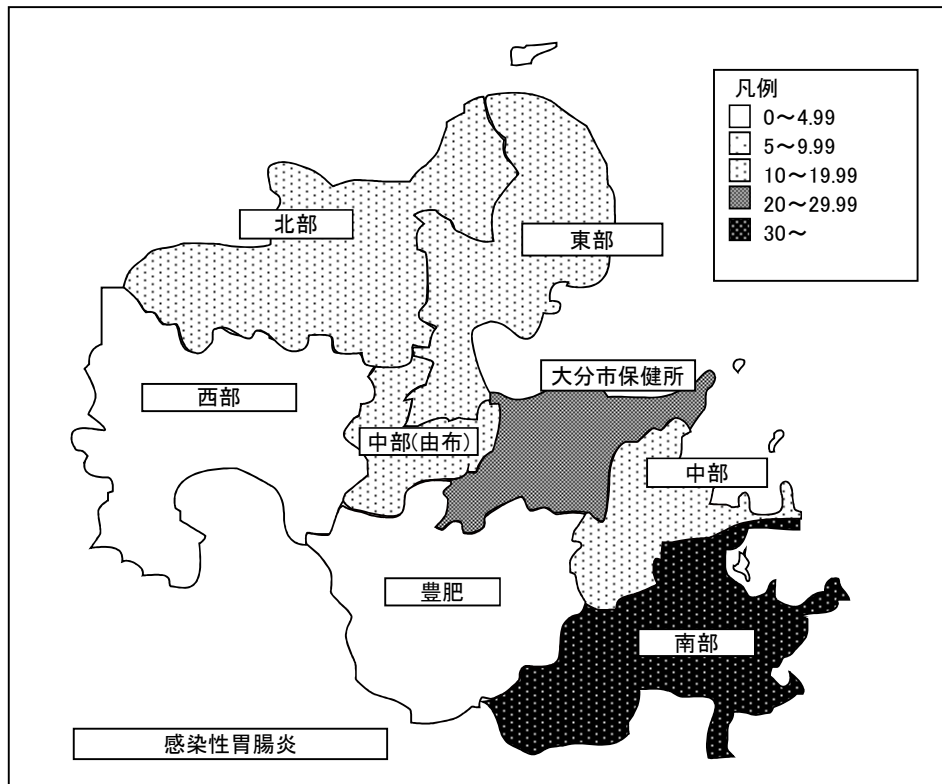 凡例
0～4.99
5～9.99
10～19.99
20～29.99
30～
北部
東部
大分市保健所
西部
中部(由布)
中部
豊肥
南部
感染性胃腸炎